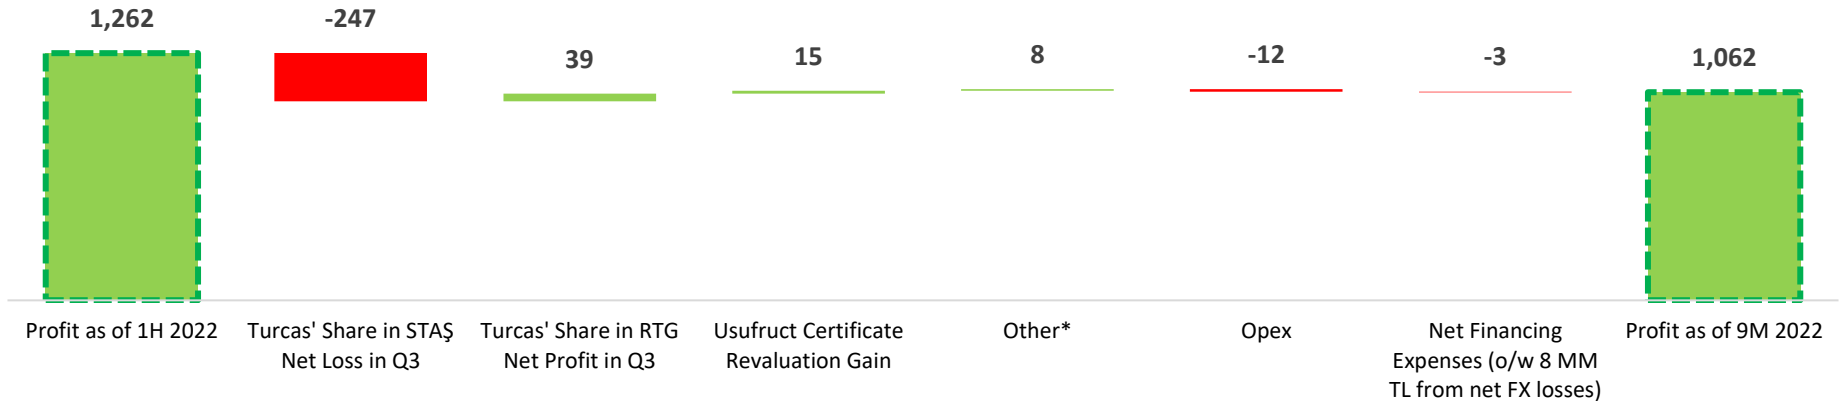 1,262
-247
39
15
8
-12
-3
1,062
Profit as of 1H 2022
Turcas' Share in STAŞ
Net Loss in Q3
Turcas' Share in RTG
Net Profit in Q3
Usufruct Certificate
Revaluation Gain
Other*
Opex
Net Financing
Expenses (o/w 8 MM
TL from net FX losses)
Profit as of 9M 2022